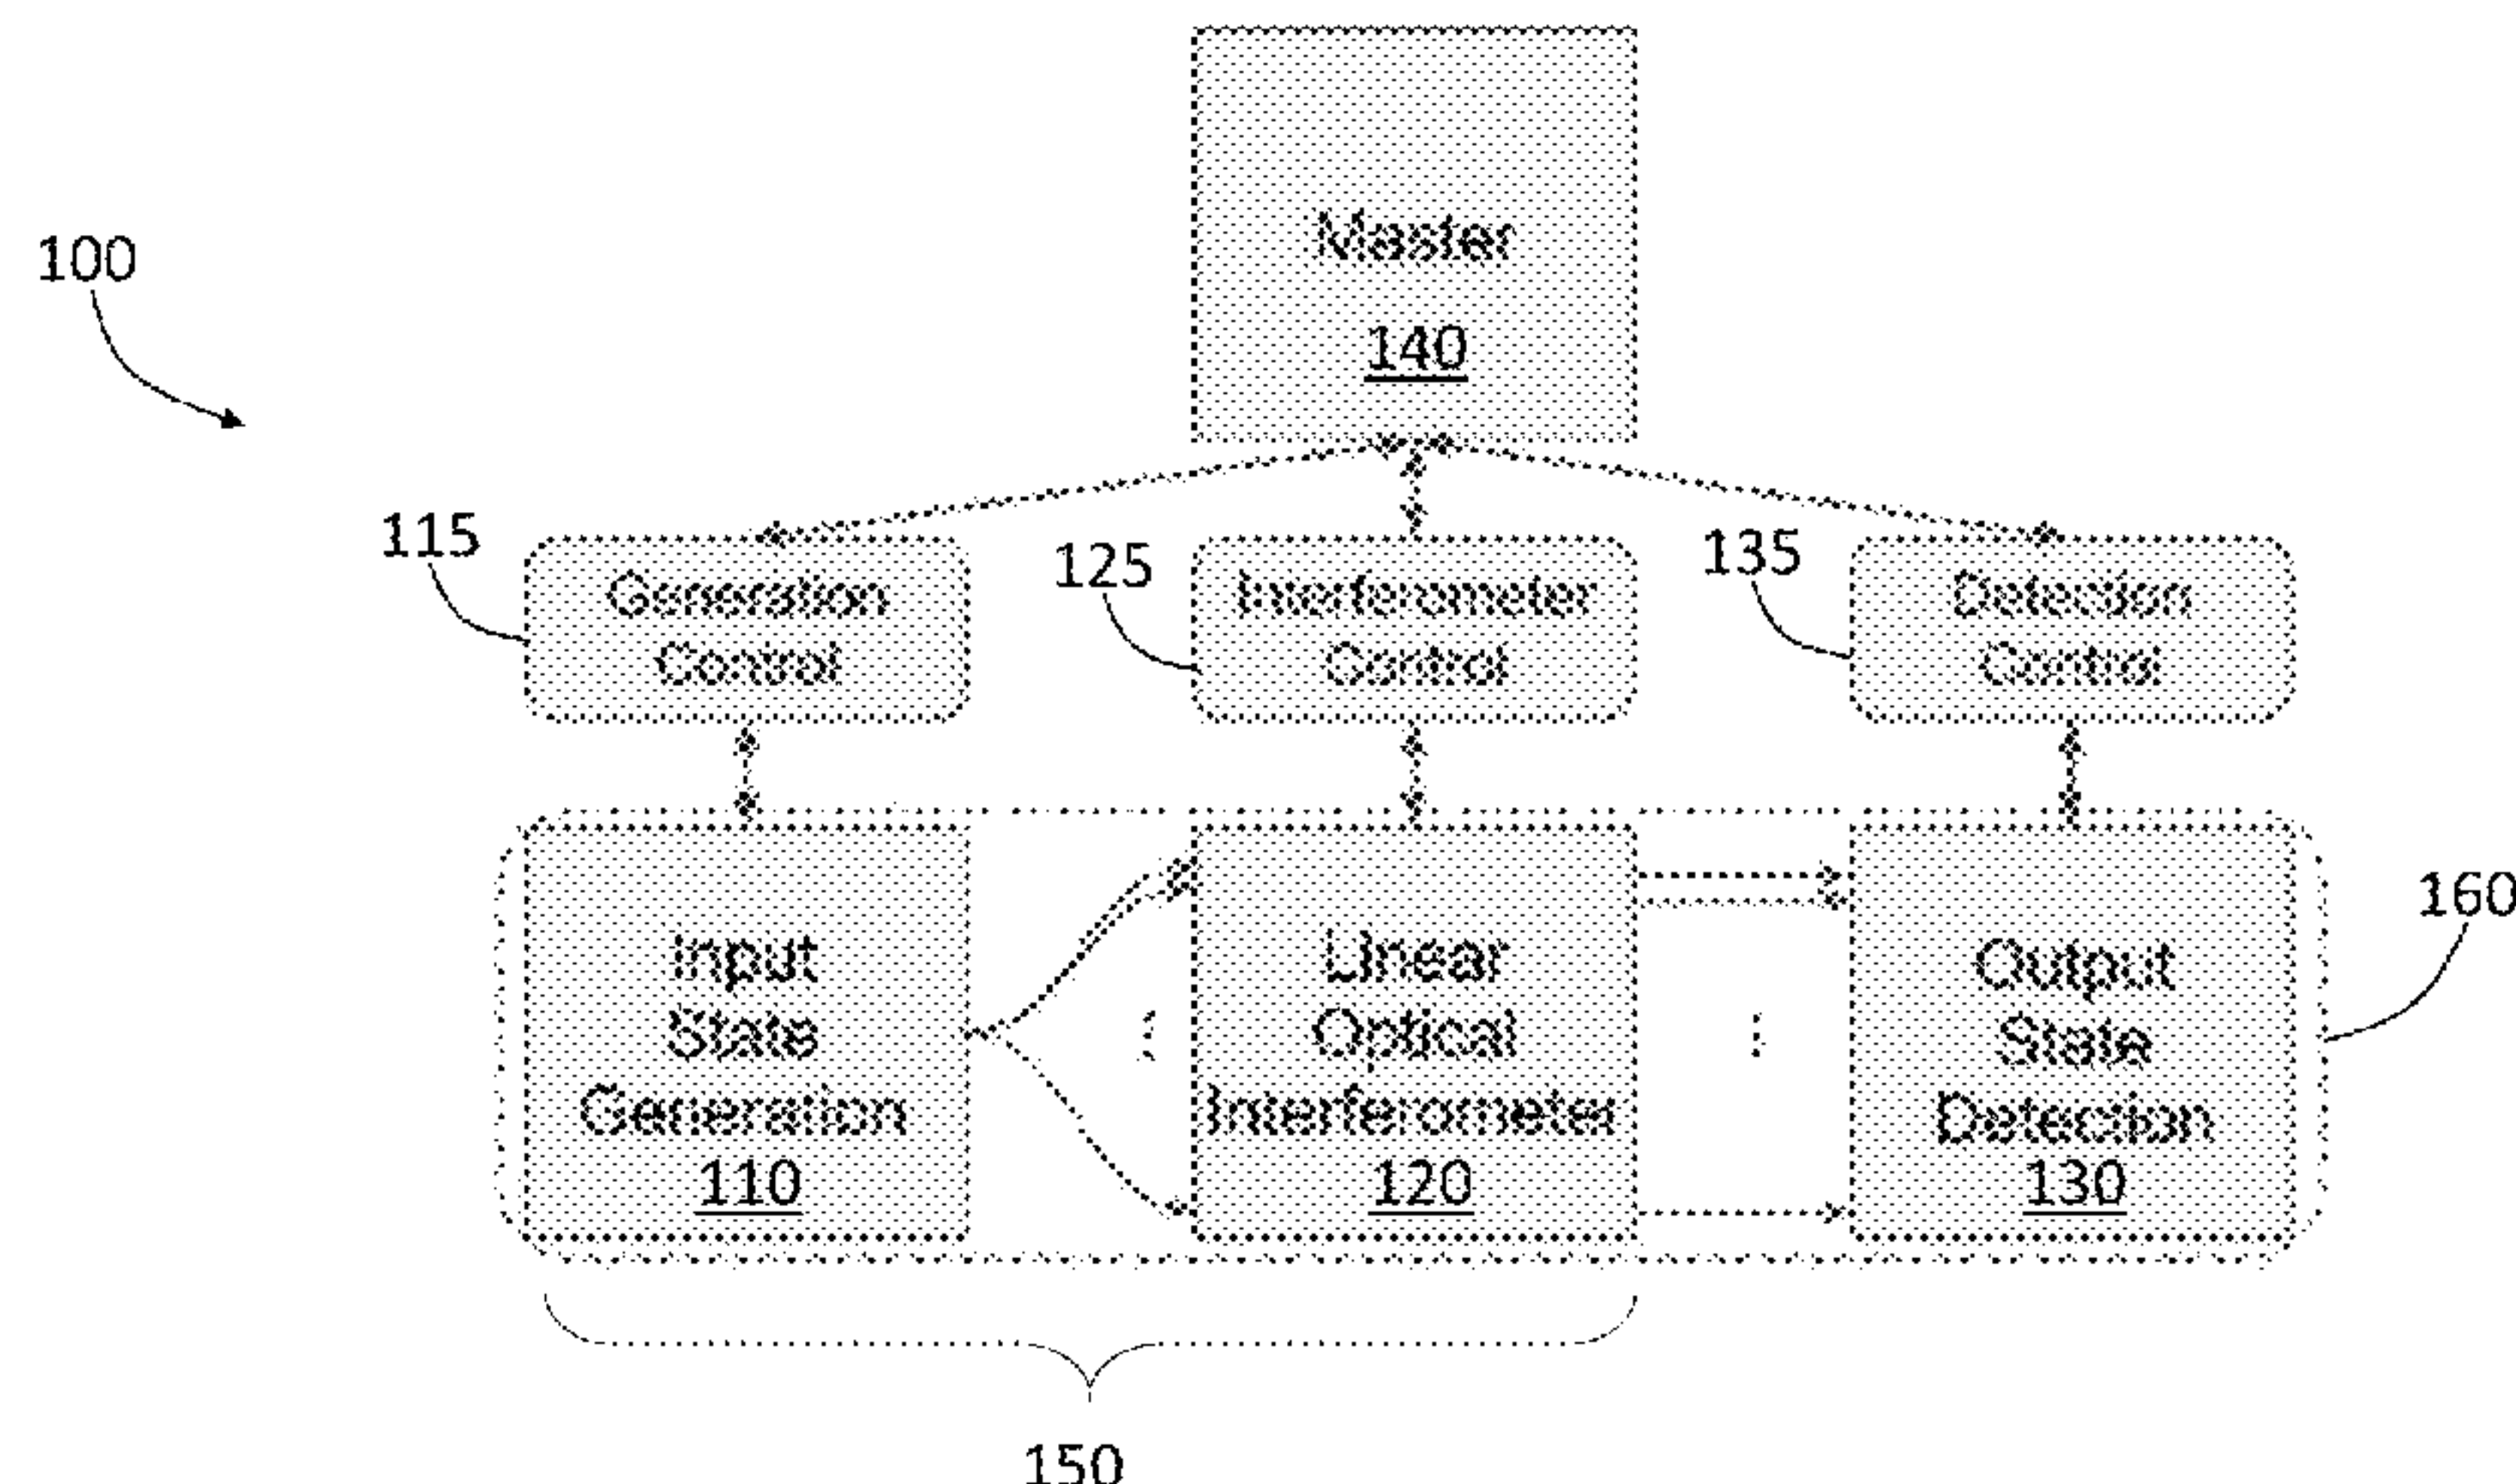 Master
140
100
115
Generation
Control
125
Interferometer
Control
135
Detection
Control
160
Input
State
Generation
110
Linear
Optical
Interferometer
120
Output
State
Detection
130
150